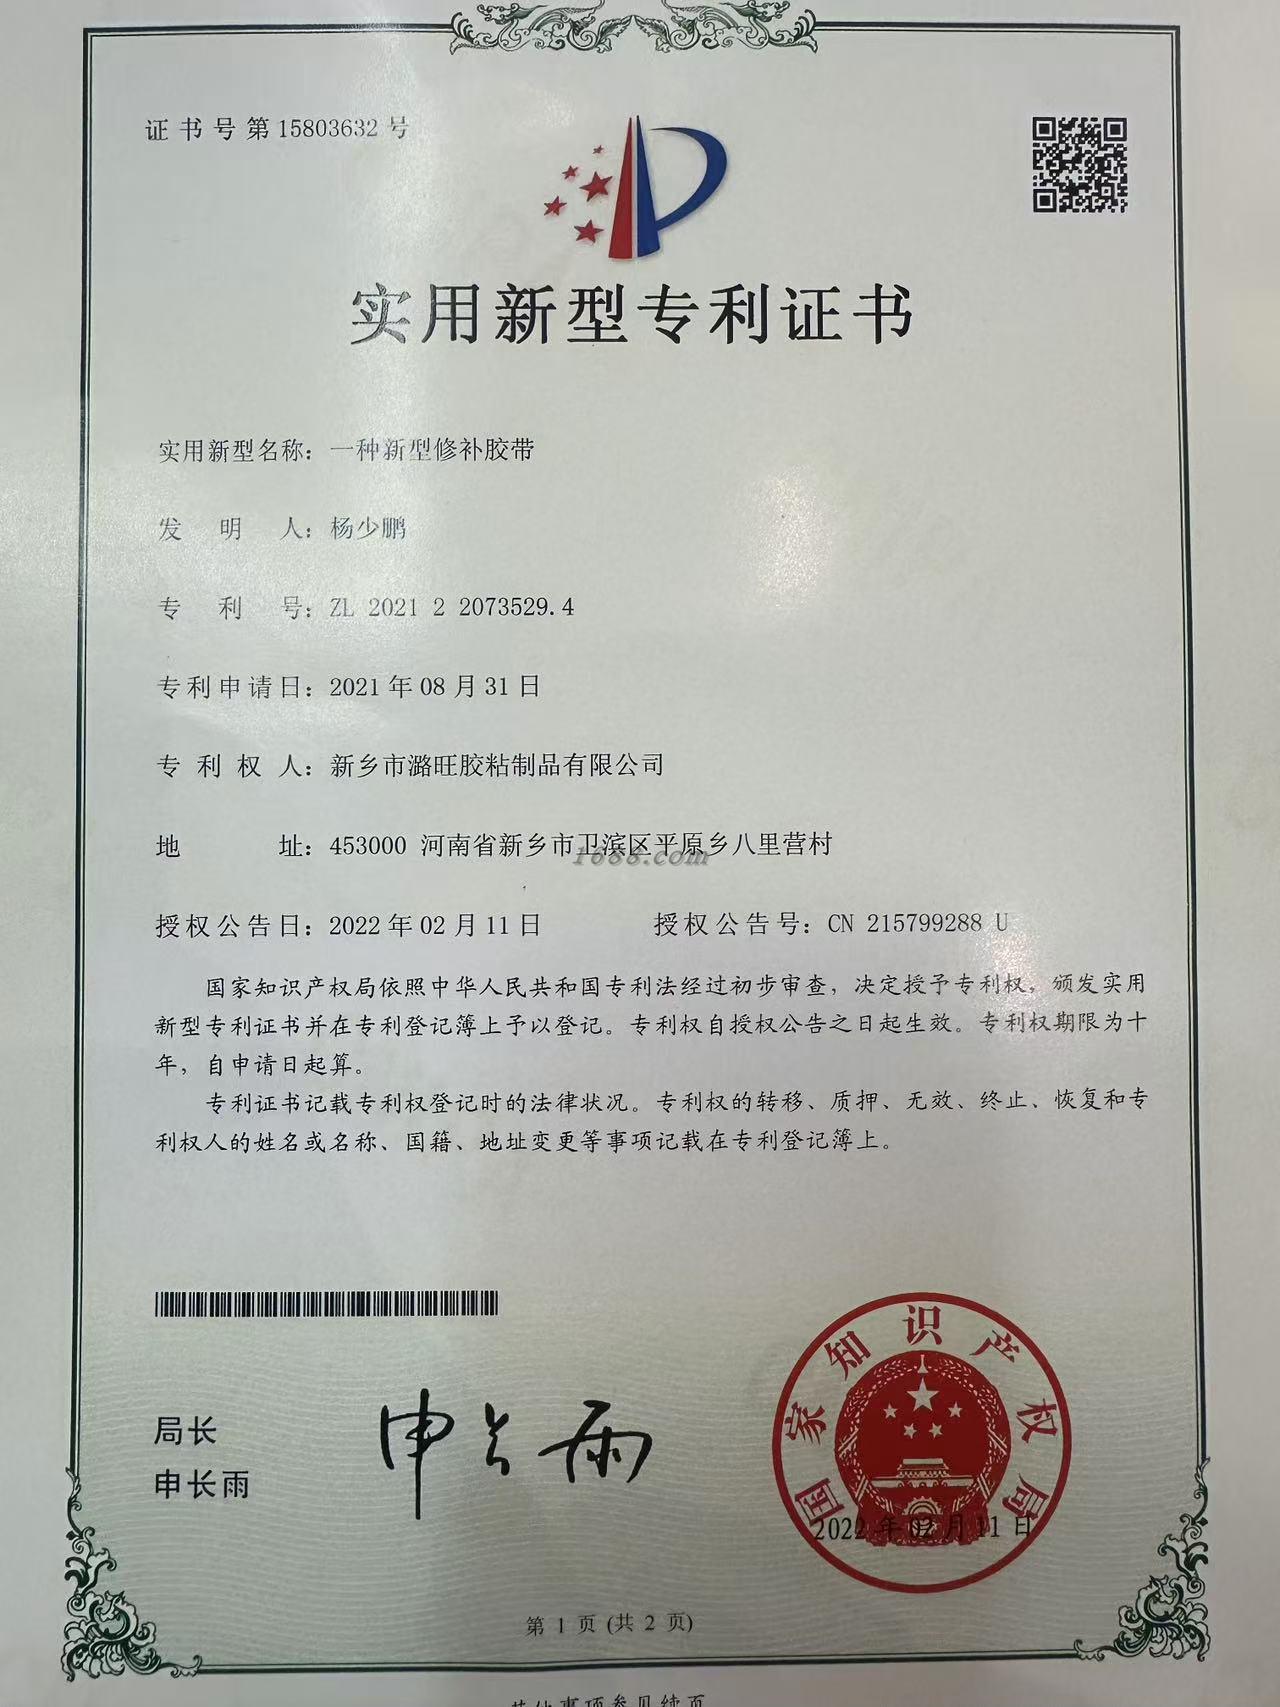 证书号第15803632号
实用新型专利证书
实用新型名称：一种新型修补胶带
发明人：杨少鹏
专利号：ZL 2021 2 2073529.4
专利申请日：2021年08月31日
专利权人：新乡市潞旺胶粘制品有限公司
地址：453000 河南省新乡市卫滨区平原乡八里营村
1688.com
授权公告日：2022年02月11日 授权公告号：CN 215799288 U
国家知识产权局依照中华人民共和国专利法经过初步审查，决定授予专利权，颁发实用
新型专利证书并在专利登记簿上予以登记。专利权自授权公告之日起生效。专利权期限为十
年，自申请日起算。
专利证书记载专利权登记时的法律状况。专利权的转移、质押、无效、终止、恢复和专
利权人的姓名或名称、国籍、地址变更等事项记载在专利登记簿上。
局长
申长雨
申长雨
国家知识产权局
2022年02月11日
第 1 页 (共 2 页)
其他事项参见续页